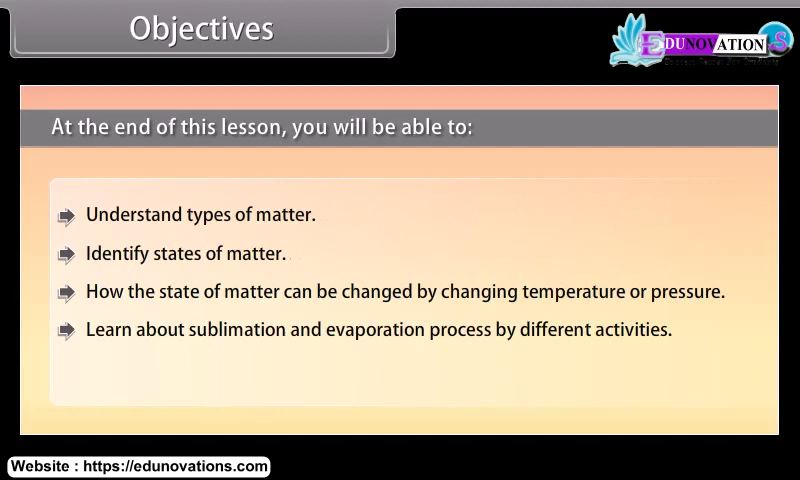 Objectives
EDUNOVATIONS
At the end of this lesson, you will be able to:
Understand types of matter.
Identify states of matter.
How the state of matter can be changed by changing temperature or pressure.
Learn about sublimation and evaporation process by different activities.
Website : https://edunovations.com